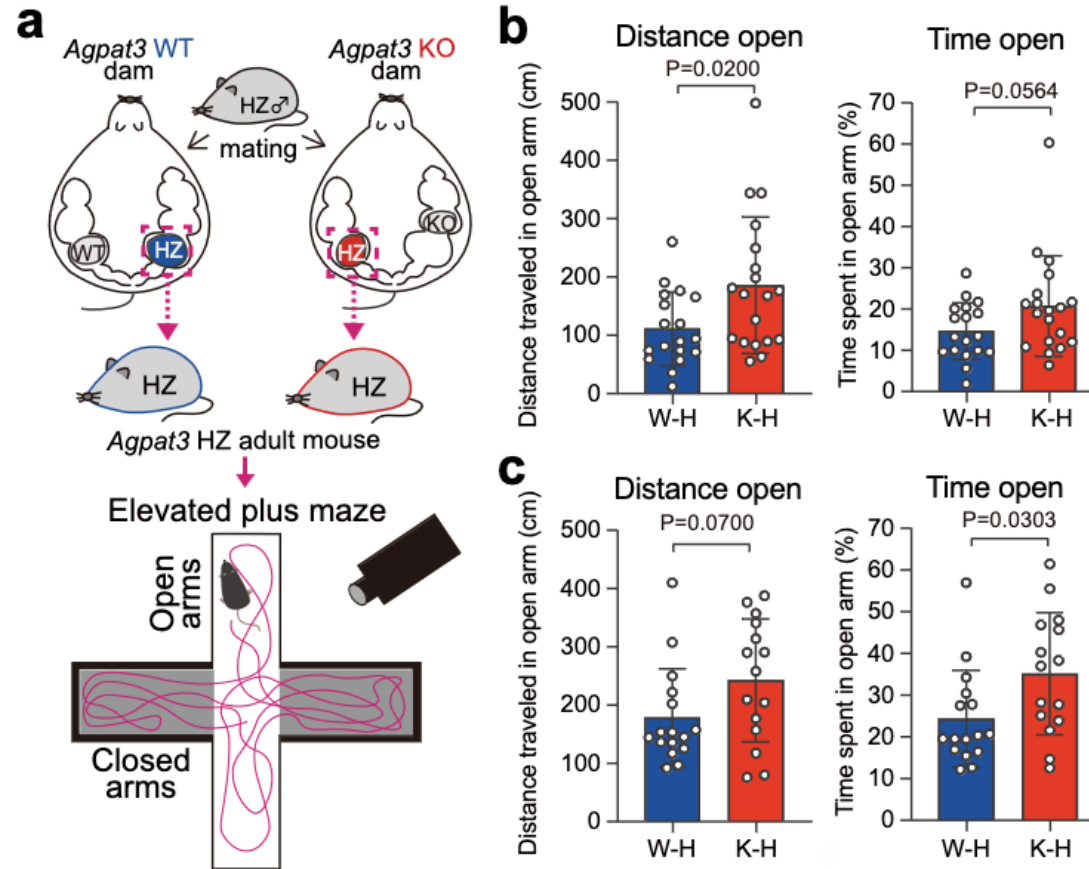 a
Agpat3 WT
dam
Agpat3 KO
dam
HZ♂
mating
WT
HZ
HZ
KO
HZ
HZ
Agpat3 HZ adult mouse
Elevated plus maze
Open
arms
Closed
arms
b
Distance open
P=0.0200
Distance traveled in open arm (cm)
500
400
300
200
100
0
W-H
K-H
Time open
P=0.0564
Time spent in open arm (%)
70
60
50
40
30
20
10
0
W-H
K-H
c
Distance open
P=0.0700
Distance traveled in open arm (cm)
500
400
300
200
100
0
W-H
K-H
Time open
P=0.0303
Time spent in open arm (%)
70
60
50
40
30
20
10
0
W-H
K-H